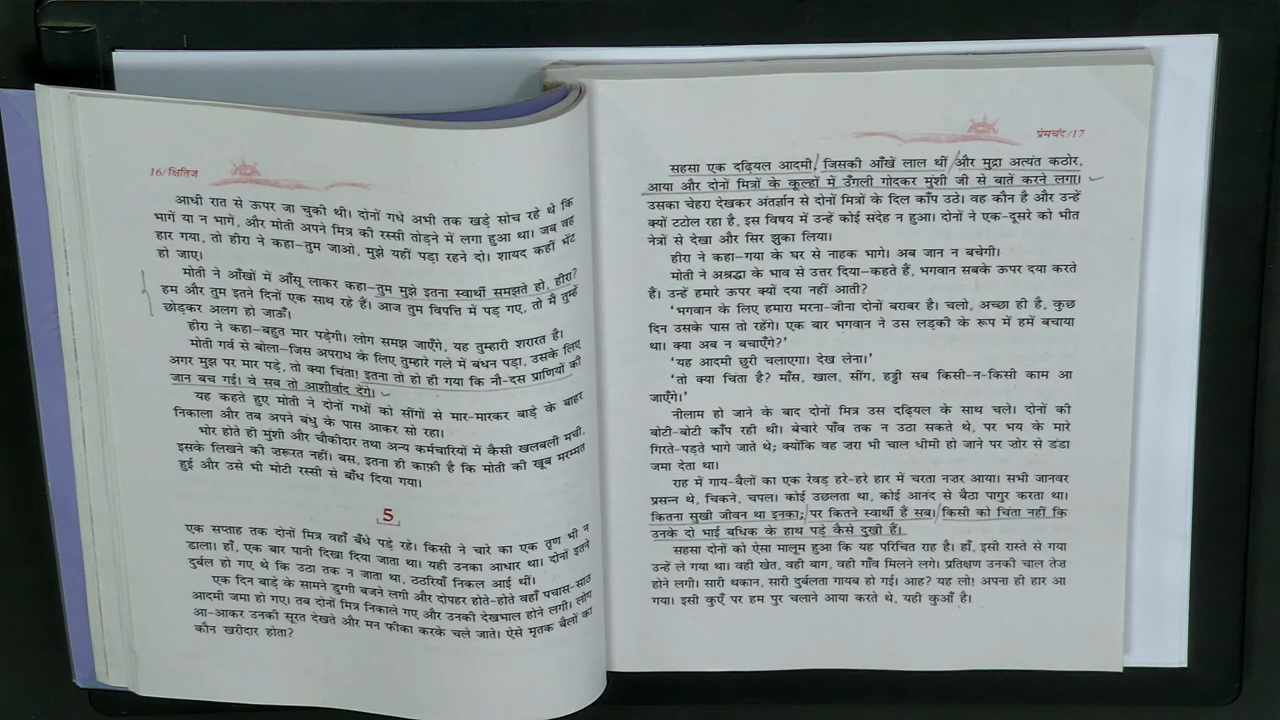 16/क्षितिज
आधी रात से ऊपर जा चुकी थी। दोनों गधे अभी तक खड़े सोच रहे थे कि
भागें या न भागें, और मोती अपने मित्र की रस्सी तोड़ने में लगा हुआ था। जब वह
हार गया, तो हीरा ने कहा–तुम जाओ, मुझे यहीं पड़ा रहने दो। शायद कहीं भेंट
हो जाए।
मोती ने आँखों में आँसू लाकर कहा–तुम मुझे इतना स्वार्थी समझते हो, हीरा?
हम और तुम इतने दिनों एक साथ रहे हैं। आज तुम विपत्ति में पड़ गए, तो मैं तुम्हें
छोड़कर अलग हो जाऊँ।
हीरा ने कहा–बहुत मार पड़ेगी। लोग समझ जाएँगे, यह तुम्हारी शरारत है।
मोती गर्व से बोला–जिस अपराध के लिए तुम्हारे गले में बंधन पड़ा, उसके लिए
अगर मुझ पर मार पड़े, तो क्या चिंता! इतना तो हो ही गया कि नौ-दस प्राणियों की
जान बच गई। वे सब तो आशीर्वाद देंगे।
यह कहते हुए मोती ने दोनों गधों को सींगों से मार-मारकर बाड़े के बाहर
निकाला और तब अपने बंधु के पास आकर सो रहा।
भोर होते ही मुंशी और चौकीदार तथा अन्य कर्मचारियों में कैसी खलबली मची,
इसके लिखने की ज़रूरत नहीं। बस, इतना ही काफ़ी है कि मोती की खूब मरम्मत
हुई और उसे भी मोटी रस्सी से बाँध दिया गया।
5
एक सप्ताह तक दोनों मित्र वहाँ बँधे पड़े रहे। किसी ने चारे का एक तृण भी न
डाला। हाँ, एक बार पानी दिखा दिया जाता था। यही उनका आधार था। दोनों इतने
दुर्बल हो गए थे कि उठा तक न जाता था, ठठरियाँ निकल आई थीं।
एक दिन बाड़े के सामने डुग्गी बजने लगी और दोपहर होते-होते वहाँ पचास-साठ
आदमी जमा हो गए। तब दोनों मित्र निकाले गए और उनकी देखभाल होने लगी। लोग
आ-आकर उनकी सूरत देखते और मन फीका करके चले जाते। ऐसे मृतक बैलों का
कौन खरीदार होता?
प्रेमचंद/17
सहसा एक दढ़ियल आदमी, जिसकी आँखें लाल थीं और मुद्रा अत्यंत कठोर,
आया और दोनों मित्रों के कूल्हों में उँगली गोदकर मुंशी जी से बातें करने लगा।
उसका चेहरा देखकर अंतर्ज्ञान से दोनों मित्रों के दिल काँप उठे। वह कौन है और उन्हें
क्यों टटोल रहा है, इस विषय में उन्हें कोई संदेह न हुआ। दोनों ने एक-दूसरे को भीत
नेत्रों से देखा और सिर झुका लिया।
हीरा ने कहा–गया के घर से नाहक भागे। अब जान न बचेगी।
मोती ने अश्रद्धा के भाव से उत्तर दिया–कहते हैं, भगवान सबके ऊपर दया करते
हैं। उन्हें हमारे ऊपर क्यों दया नहीं आती?
'भगवान के लिए हमारा मरना-जीना दोनों बराबर है। चलो, अच्छा ही है, कुछ
दिन उसके पास तो रहेंगे। एक बार भगवान ने उस लड़की के रूप में हमें बचाया
था। क्या अब न बचाएँगे?'
'यह आदमी छुरी चलाएगा। देख लेना।'
'तो क्या चिंता है? माँस, खाल, सींग, हड्डी सब किसी-न-किसी काम आ
जाएँगी।'
नीलाम हो जाने के बाद दोनों मित्र उस दढ़ियल के साथ चले। दोनों की
बोटी-बोटी काँप रही थी। बेचारे पाँव तक न उठा सकते थे, पर भय के मारे
गिरते-पड़ते भागे जाते थे; क्योंकि वह ज़रा भी चाल धीमी हो जाने पर ज़ोर से डंडा
जमा देता था।
राह में गाय-बैलों का एक रेवड़ हरे-हरे हार में चरता नज़र आया। सभी जानवर
प्रसन्न थे, चिकने, चपल। कोई उछलता था, कोई आनंद से बैठा पागुर करता था।
कितना सुखी जीवन था इनका; पर कितने स्वार्थी हैं सब। किसी को चिंता नहीं कि
उनके दो भाई बधिक के हाथ पड़े कैसे दुखी हैं।
सहसा दोनों को ऐसा मालूम हुआ कि यह परिचित राह है। हाँ, इसी रास्ते से गया
उन्हें ले गया था। वही खेत, वही बाग, वही गाँव मिलने लगे। प्रतिक्षण उनकी चाल तेज़
होने लगी। सारी थकान, सारी दुर्बलता गायब हो गई। आह? यह लो! अपना ही हार आ
गया। इसी कुएँ पर हम पुर चलाने आया करते थे, यही कुआँ है।